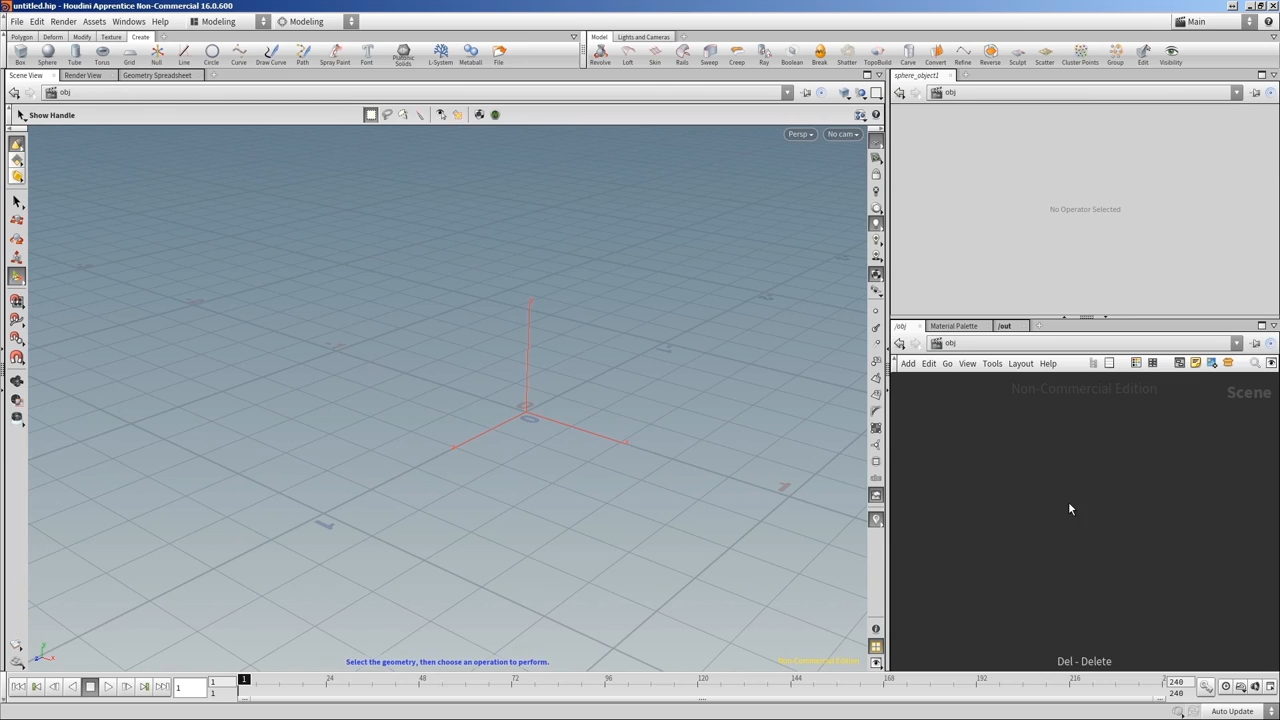 untitled.hip - Houdini Apprentice Non-Commercial 16.0.600
File Edit Render Assets Windows Help Modeling Modeling Main
Polygon Deform Modify Texture Create Model Lights and Cameras
Box Sphere Tube Torus Grid Null Line Circle Curve Draw Curve Path Spray Paint Font Platonic Solids L-System Metaball File Revolve Loft Skin Rails Sweep Creep Ray Boolean Break Shatter TopoBuild Carve Convert Refine Reverse Sculpt Scatter Cluster Points Group Edit Visibility
Scene View Render View Geometry Spreadsheet sphere_object1
obj obj
Show Handle
Persp No cam
No Operator Selected
/obj Material Palette /out
obj
Add Edit Go View Tools Layout Help
Non-Commercial Edition Scene
Select the geometry, then choose an operation to perform. Non-Commercial Edition
Del - Delete
1 1 1 24 48 72 96 120 144 168 192 216 240
1 240
Auto Update